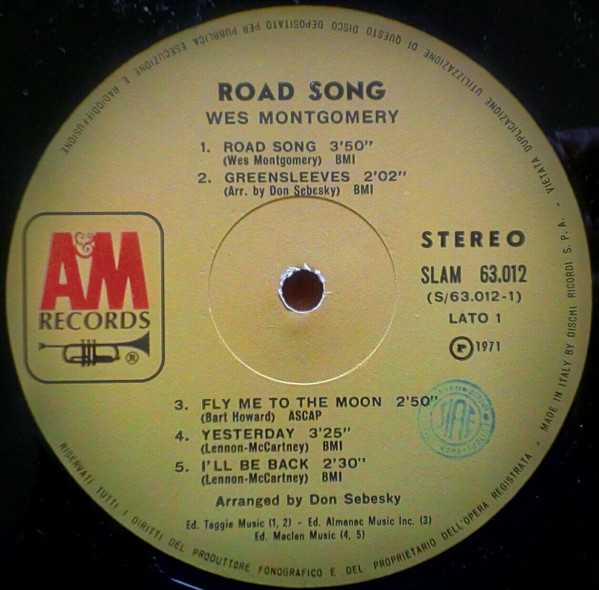 ROAD SONG
WES MONTGOMERY
1. ROAD SONG 3'50"
(Wes Montgomery) BMI
2. GREENSLEEVES 2'02"
(Arr. by Don Sebesky) BMI
A&M
RECORDS
®
STEREO
SLAM 63.012
(S/63.012-1)
LATO 1
Ⓟ 1971
3. FLY ME TO THE MOON 2'50"
(Bart Howard) ASCAP
4. YESTERDAY 3'25"
(Lennon-McCartney) BMI
5. I'LL BE BACK 2'30"
(Lennon-McCartney) BMI
SIAE
Arranged by Don Sebesky
Ed. Taggie Music (1, 2) - Ed. Almanac Music Inc. (3)
Ed. Maclen Music (4, 5)
RISERVATI TUTTI I DIRITTI DEL PRODUTTORE FONOGRAFICO E DEL PROPRIETARIO DELL'OPERA REGISTRATA - MADE IN ITALY BY DISCHI RICORDI S.P.A. - VIETATA DUPLICAZIONE UTILIZZAZIONE DI QUESTO DISCO DEPOSITATO PER PUBBLICA ESECUZIONE E RADIODIFFUSIONE